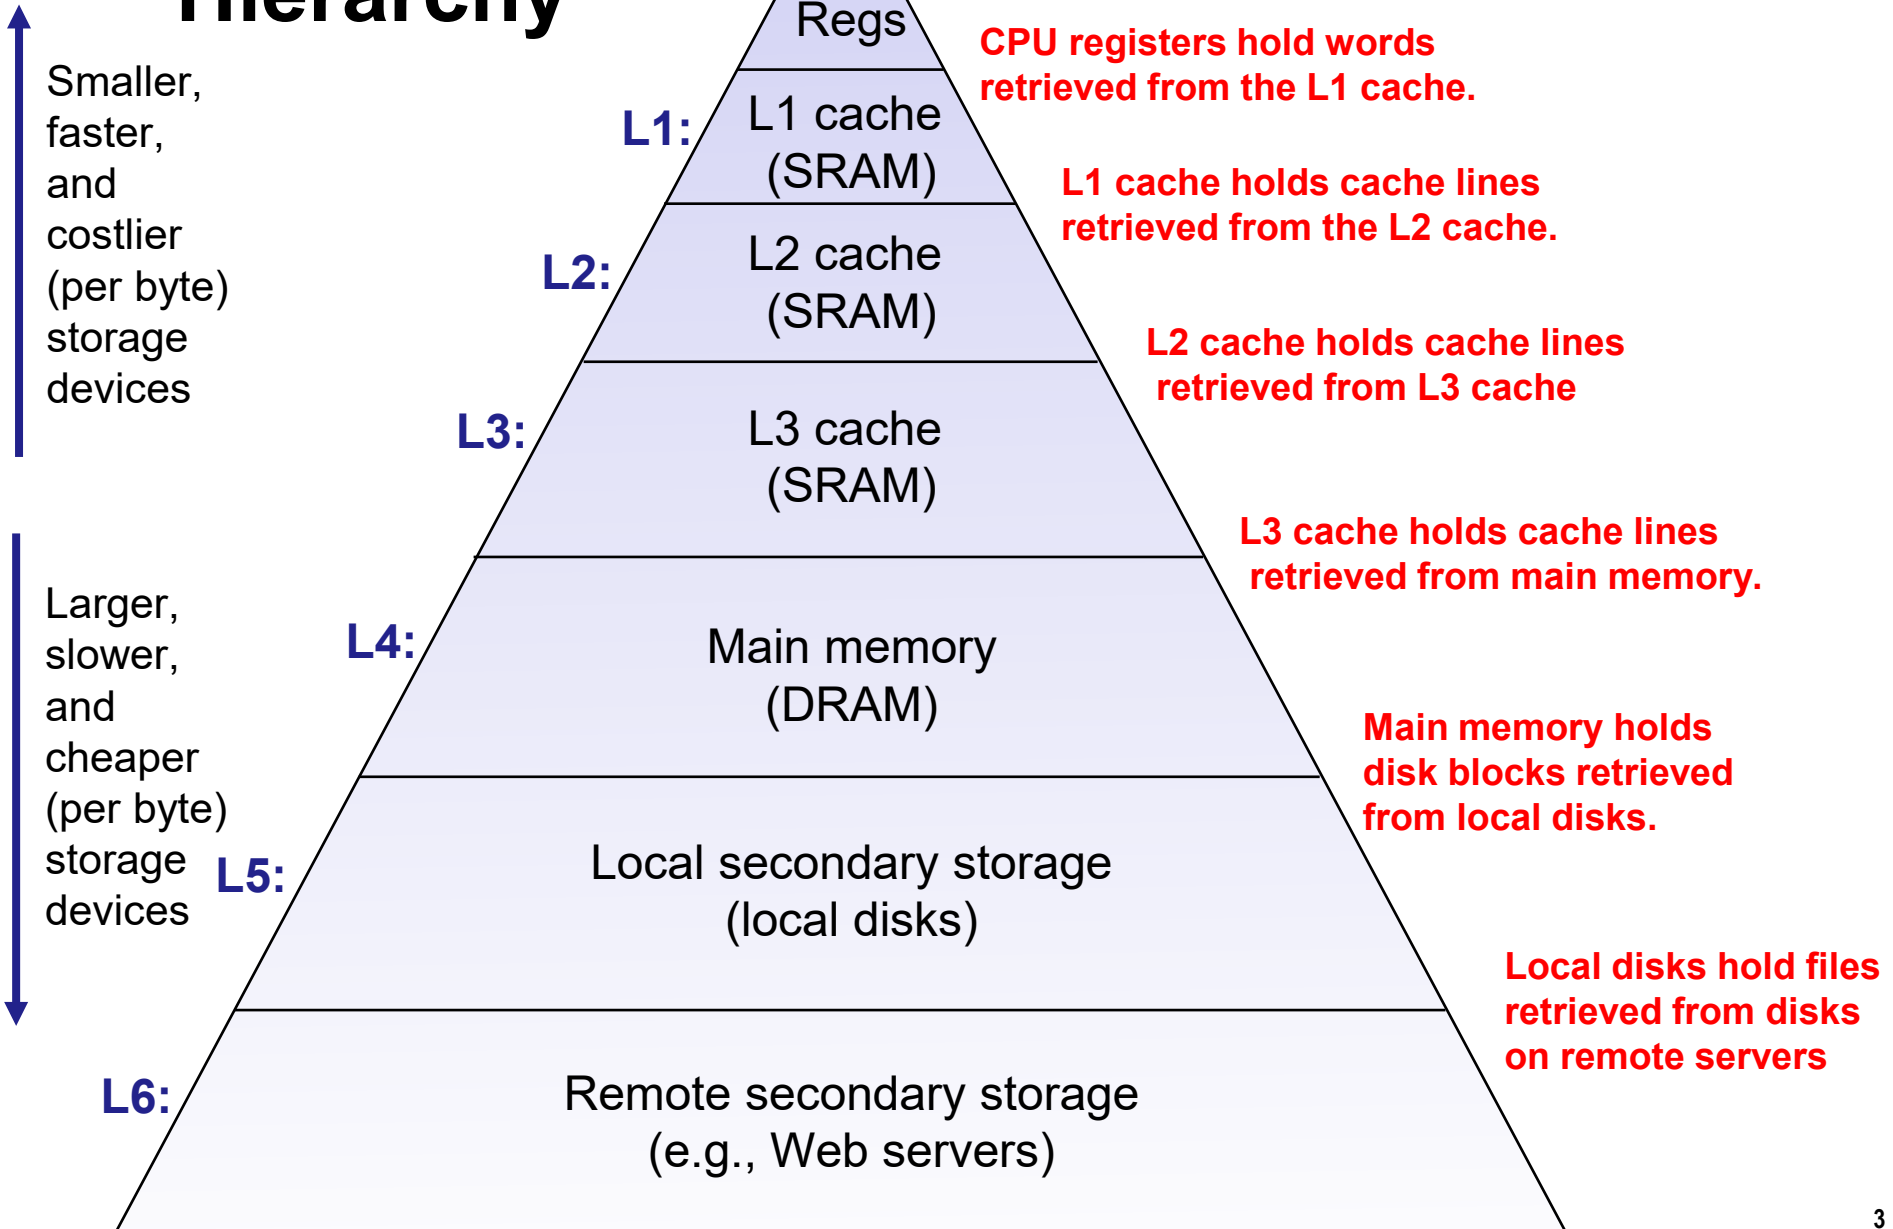 Hierarchy
Smaller,
faster,
and
costlier
(per byte)
storage
devices
Larger,
slower,
and
cheaper
(per byte)
storage
devices
Regs
CPU registers hold words
retrieved from the L1 cache.
L1:
L1 cache
(SRAM)
L1 cache holds cache lines
retrieved from the L2 cache.
L2:
L2 cache
(SRAM)
L2 cache holds cache lines
retrieved from L3 cache
L3:
L3 cache
(SRAM)
L3 cache holds cache lines
retrieved from main memory.
L4:
Main memory
(DRAM)
Main memory holds
disk blocks retrieved
from local disks.
L5:
Local secondary storage
(local disks)
Local disks hold files
retrieved from disks
on remote servers
L6:
Remote secondary storage
(e.g., Web servers)
3